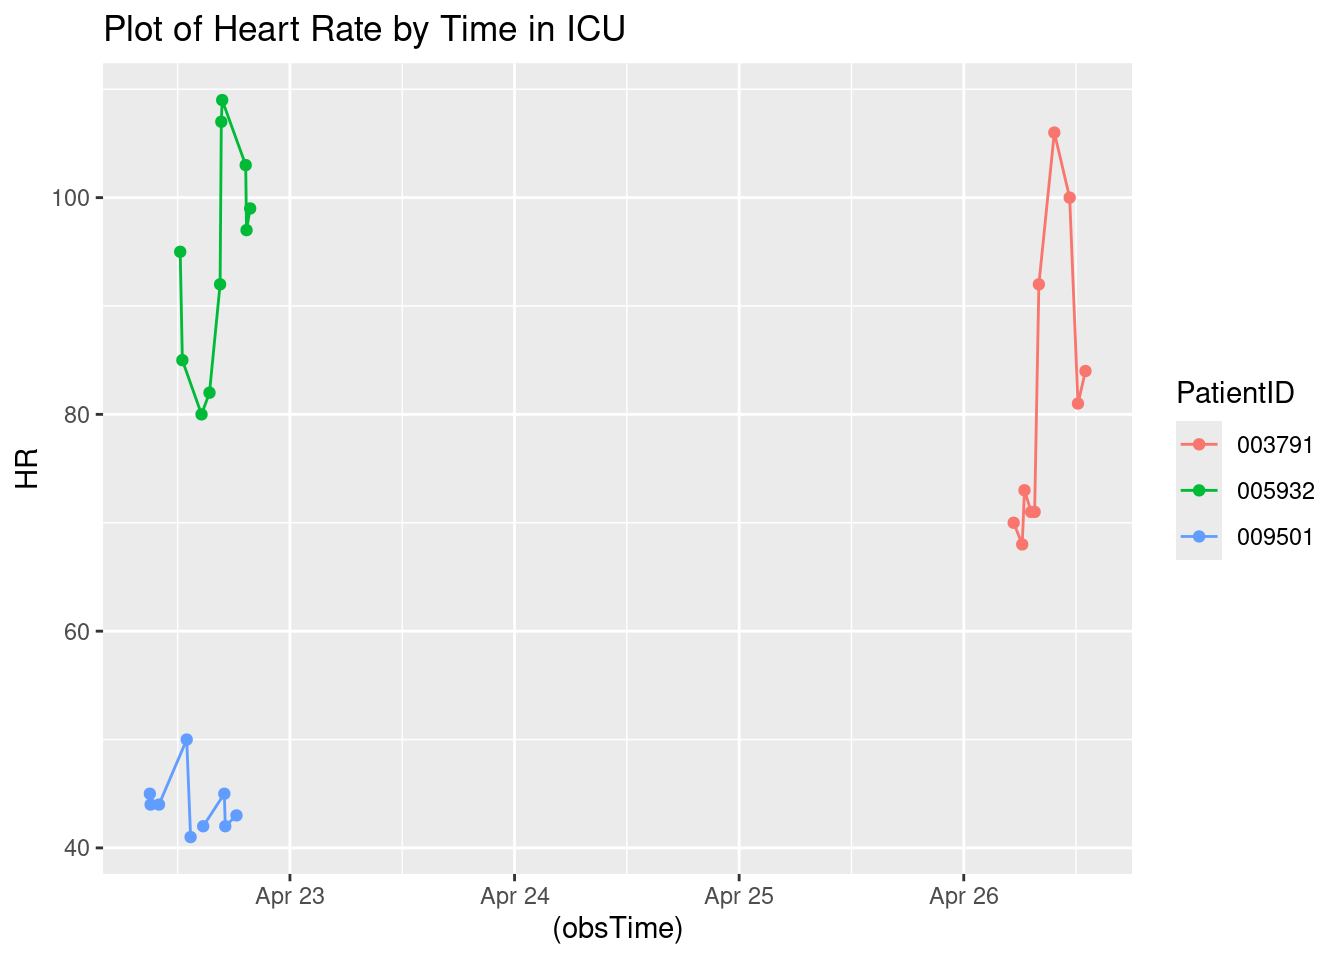 Plot of Heart Rate by Time in ICU
HR
100
80
60
40
Apr 23
Apr 24
Apr 25
Apr 26
(obsTime)
PatientID
003791
005932
009501